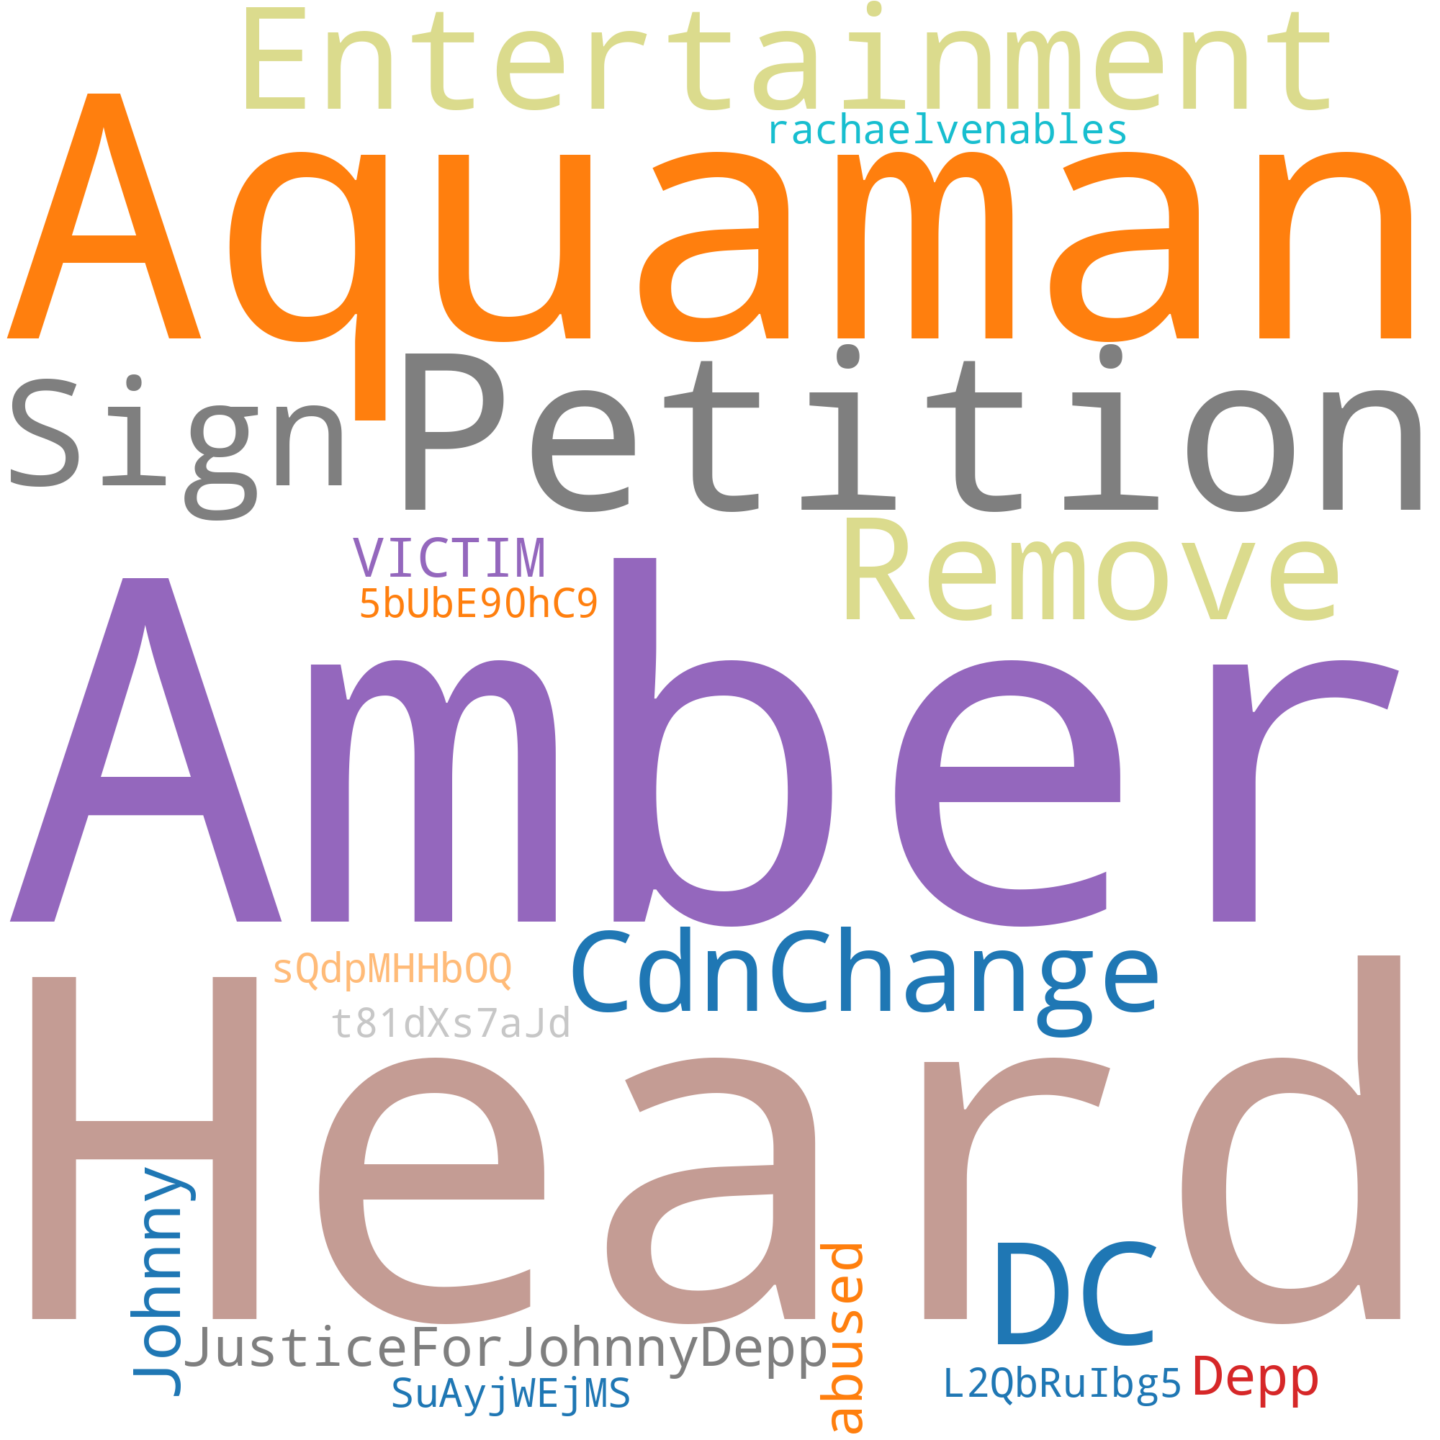 Entertainment
rachaelvenables
Aquaman
Sign
Petition
VICTIM
Remove
5bUbE9OhC9
Amber
CdnChange
sQdpMHHbOQ
t81dXs7aJd
Heard
Johnny
DC
abused
JusticeForJohnnyDepp
L2QbRuIbg5
Depp
SuAyjWEjMS